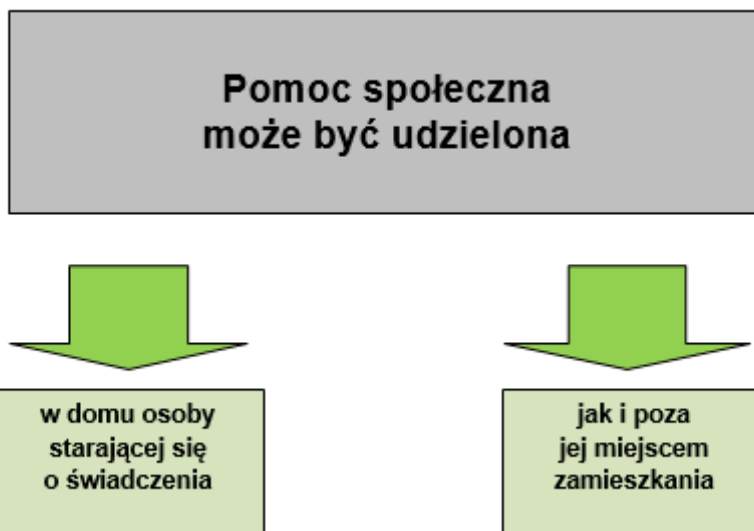 Pomoc społeczna
może być udzielona
w domu osoby
starającej się
o świadczenia
jak i poza
jej miejscem
zamieszkania